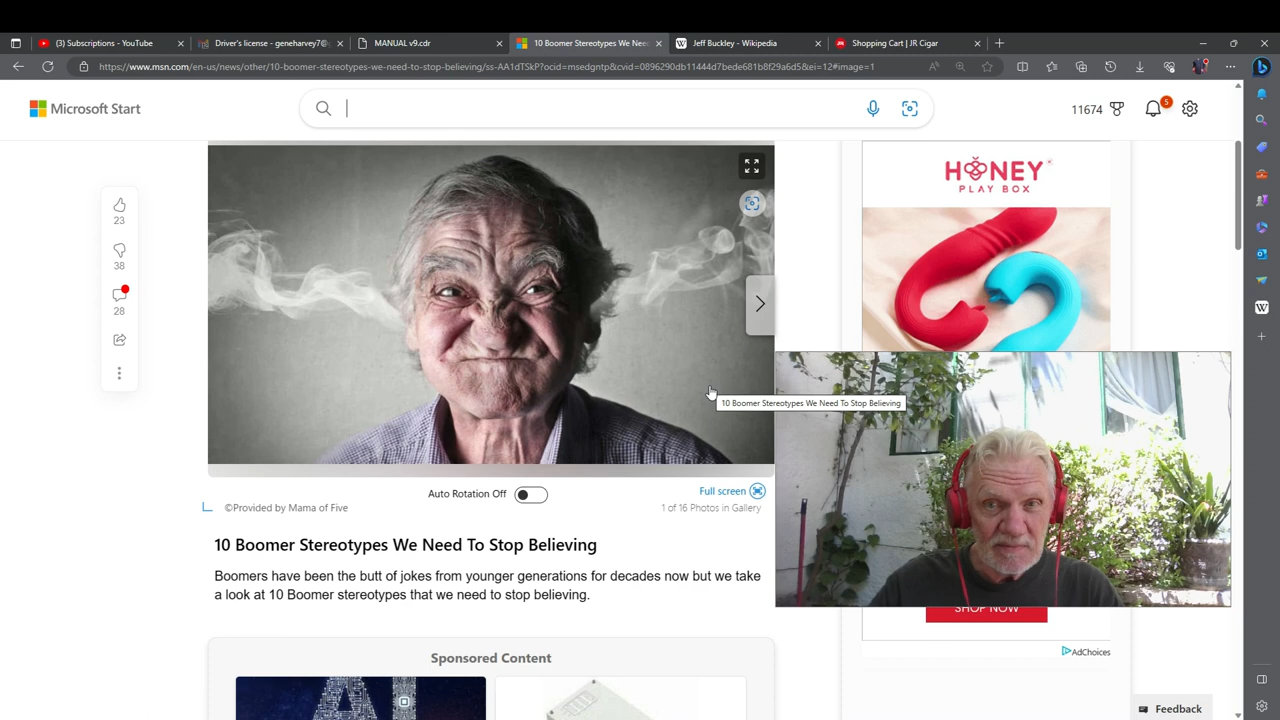 (3) Subscriptions - YouTube
Driver's license - geneharvey7@
MANUAL v9.cdr
10 Boomer Stereotypes We Nee
Jeff Buckley - Wikipedia
Shopping Cart | JR Cigar
https://www.msn.com/en-us/news/other/10-boomer-stereotypes-we-need-to-stop-believing/ss-AA1dTSkP?ocid=msedgntp&cvid=0896290db11444d7bede681b8f29a6d5&ei=12#image=1
Microsoft Start
11674
5
HONEY
PLAY BOX
23
38
28
10 Boomer Stereotypes We Need To Stop Believing
Auto Rotation Off
Full screen
©Provided by Mama of Five
1 of 16 Photos in Gallery
10 Boomer Stereotypes We Need To Stop Believing
Boomers have been the butt of jokes from younger generations for decades now but we take
a look at 10 Boomer stereotypes that we need to stop believing.
SHOP NOW
AdChoices
Sponsored Content
Feedback